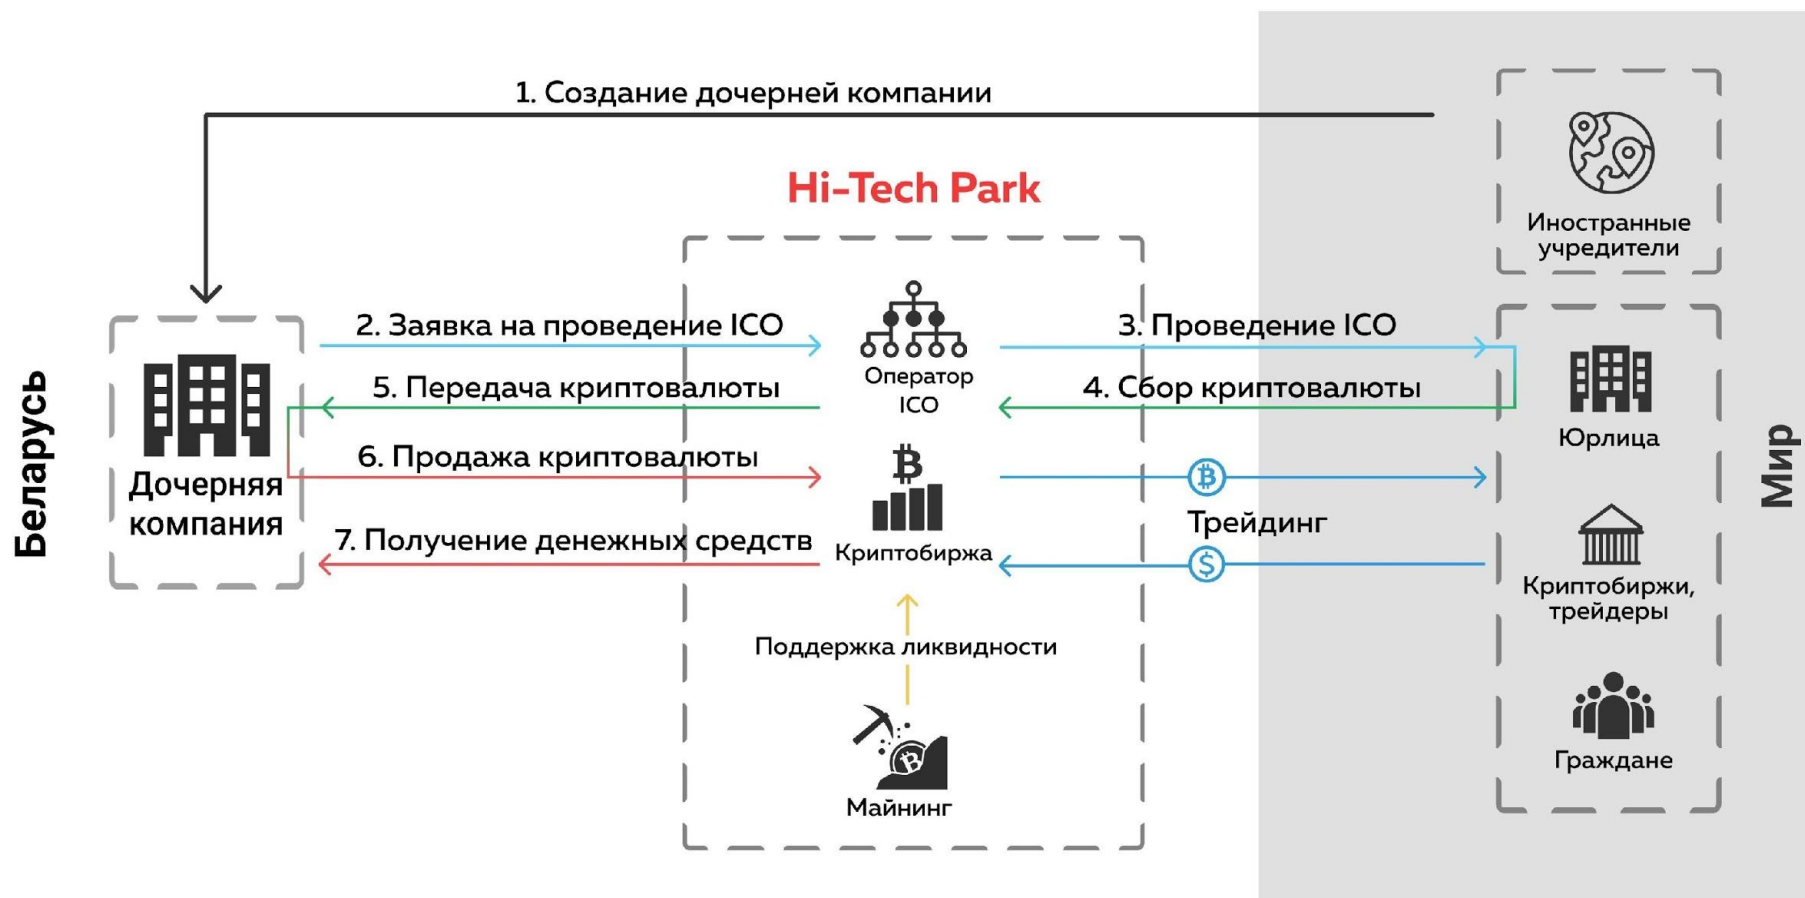 1. Создание дочерней компании
Hi-Tech Park
Иностранные
учредители
2. Заявка на проведение ICO
3. Проведение ICO
Оператор
ICO
5. Передача криптовалюты
4. Сбор криптовалюты
Юрлица
6. Продажа криптовалюты
Беларусь
Дочерняя
компания
Мир
Трейдинг
$
7. Получение денежных средств
Криптобиржа
Криптобиржи,
трейдеры
Поддержка ликвидности
Граждане
Майнинг